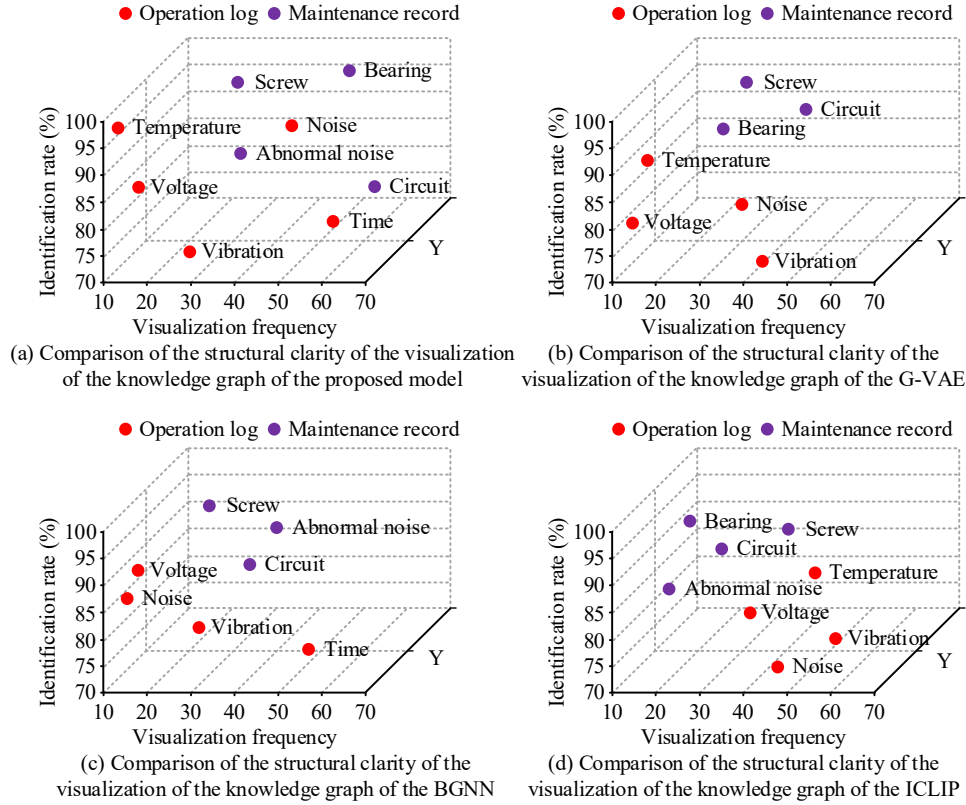 Operation log Maintenance record
Identification rate (%)
100
95
90
85
80
75
70
Screw
Bearing
Temperature
Noise
Abnormal noise
Voltage
Circuit
Time
Vibration
Y
10 20 30 40 50 60 70
Visualization frequency
(a) Comparison of the structural clarity of the visualization
of the knowledge graph of the proposed model
Operation log Maintenance record
Identification rate (%)
100
95
90
85
80
75
70
Screw
Circuit
Bearing
Temperature
Noise
Voltage
Vibration
Y
10 20 30 40 50 60 70
Visualization frequency
(b) Comparison of the structural clarity of the
visualization of the knowledge graph of the G-VAE
Operation log Maintenance record
Identification rate (%)
100
95
90
85
80
75
70
Screw
Abnormal noise
Circuit
Voltage
Noise
Vibration
Time
Y
10 20 30 40 50 60 70
Visualization frequency
(c) Comparison of the structural clarity of the
visualization of the knowledge graph of the BGNN
Operation log Maintenance record
Identification rate (%)
100
95
90
85
80
75
70
Bearing
Screw
Circuit
Temperature
Abnormal noise
Voltage
Vibration
Noise
Y
10 20 30 40 50 60 70
Visualization frequency
(d) Comparison of the structural clarity of the
visualization of the knowledge graph of the ICLIP